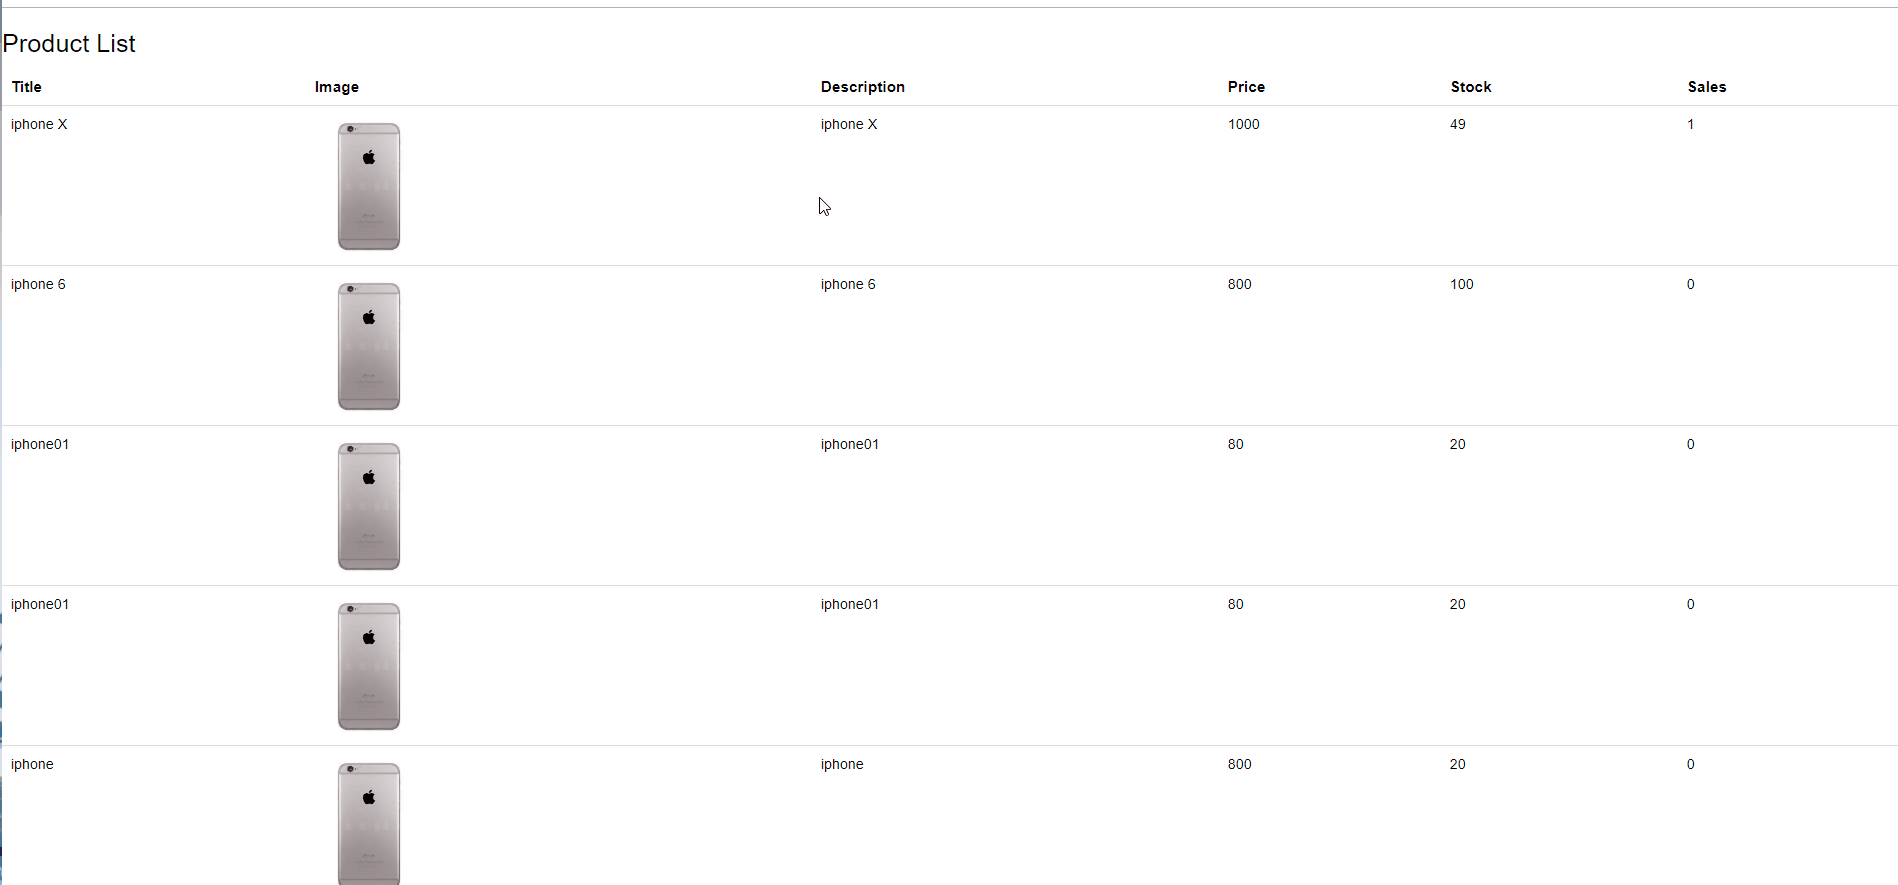 Product List
Title Image Description Price Stock Sales
iphone X iphone X 1000 49 1
iphone 6 iphone 6 800 100 0
iphone01 iphone01 80 20 0
iphone01 iphone01 80 20 0
iphone iphone 800 20 0